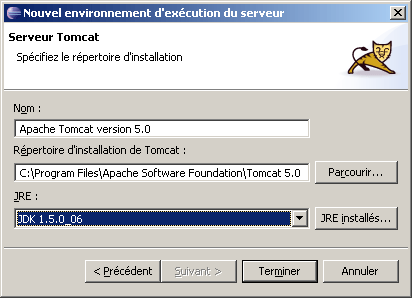 Nouvel environnement d'exécution du serveur
Serveur Tomcat
Spécifiez le répertoire d'installation
Nom :
Apache Tomcat version 5.0
Répertoire d'installation de Tomcat :
C:\Program Files\Apache Software Foundation\Tomcat 5.0
Parcourir...
JRE :
JDK 1.5.0_06
JRE installés...
< Précédent
Suivant >
Terminer
Annuler